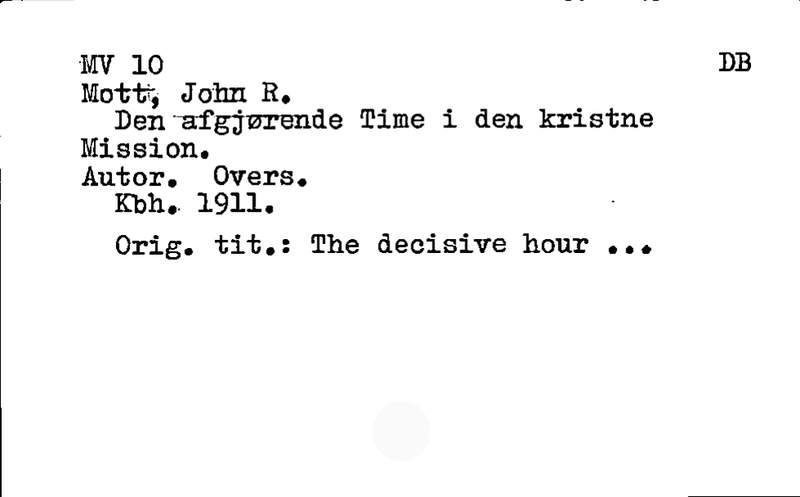 MV 10 DB
Mott, John R.
Den afgjørende Time i den kristne
Mission.
Autor. Overs.
Kbh. 1911.
Orig. tit.: The decisive hour ...